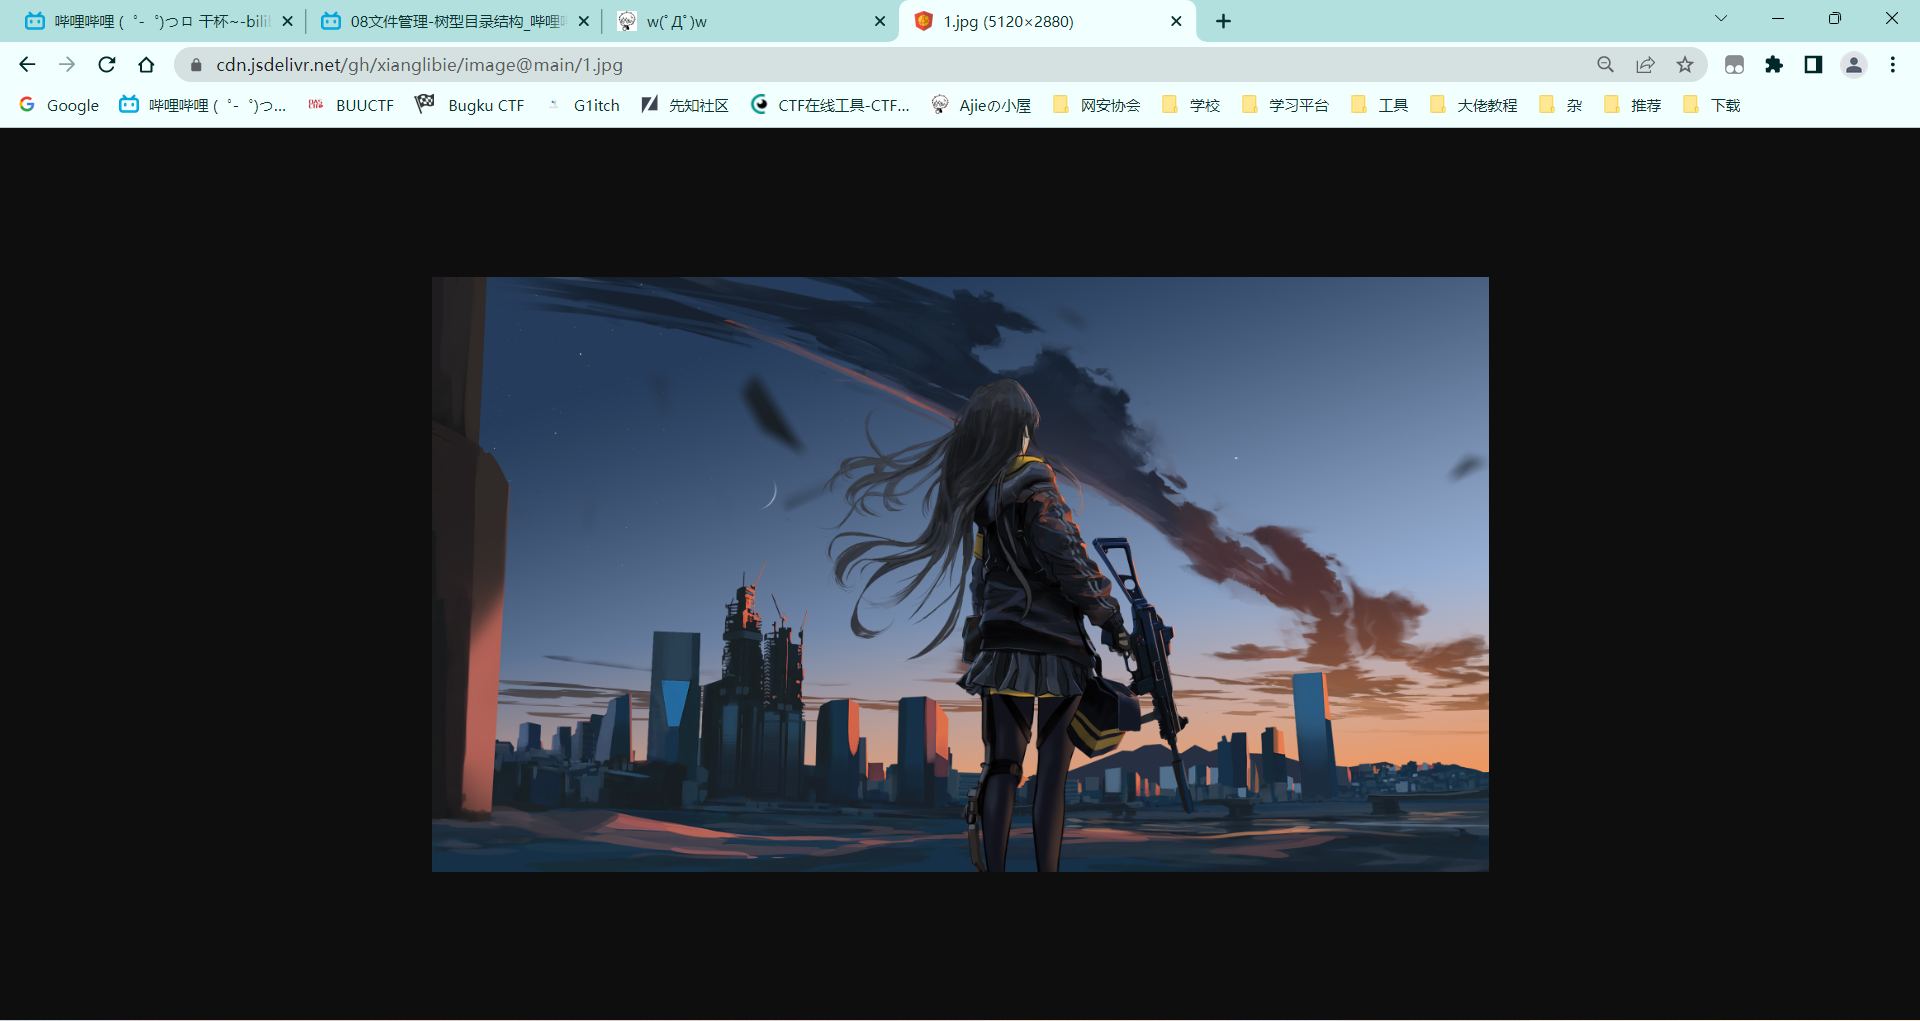 哔哩哔哩 (゜-゜)つロ 干杯~-bili
08文件管理-树型目录结构_哔哩
w(ﾟДﾟ)w
1.jpg (5120×2880)
cdn.jsdelivr.net/gh/xianglibie/image@main/1.jpg
Google
哔哩哔哩 (゜-゜)つ...
BUUCTF
Bugku CTF
G1itch
先知社区
CTF在线工具-CTF...
Ajieの小屋
网安协会
学校
学习平台
工具
大佬教程
杂
推荐
下载